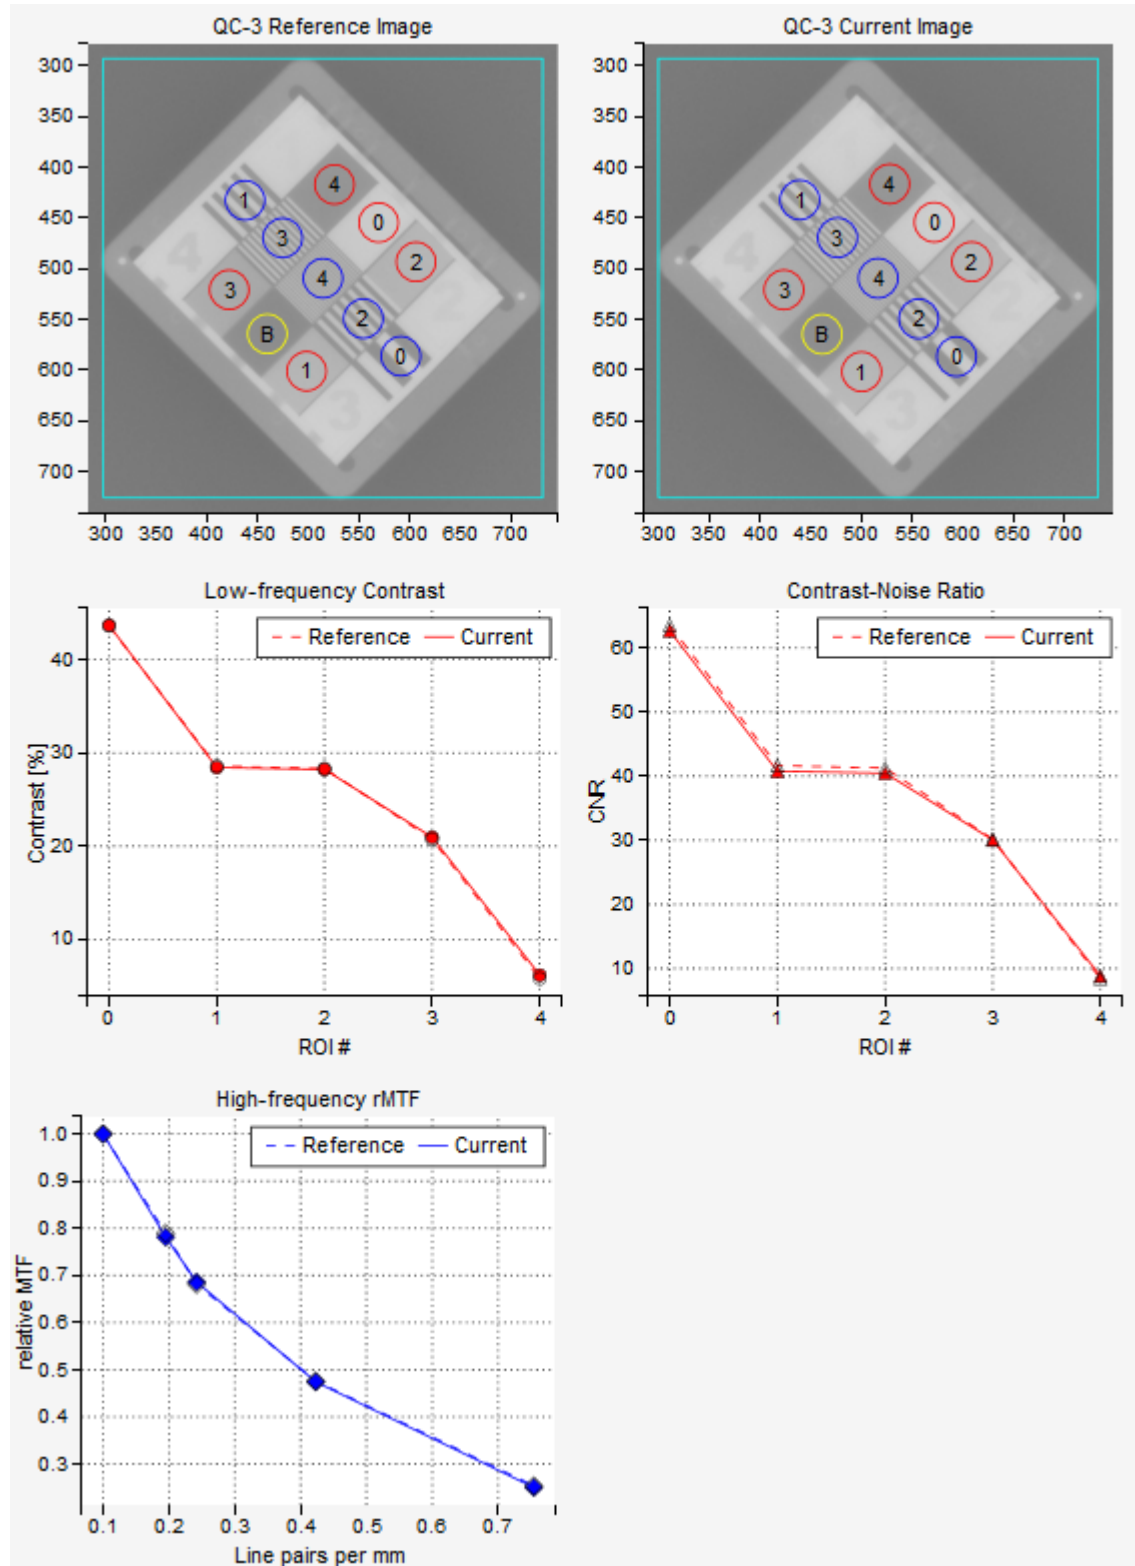 QC-3 Reference Image
300
350
400
450
500
550
600
650
700
4
1
0
3
2
4
3
2
B
0
1
300 350 400 450 500 550 600 650 700
QC-3 Current Image
300
350
400
450
500
550
600
650
700
4
1
0
3
2
4
3
2
B
0
1
300 350 400 450 500 550 600 650 700
Low-frequency Contrast
Reference Current
Contrast [%]
40
30
20
10
0 1 2 3 4
ROI #
Contrast-Noise Ratio
Reference Current
CNR
60
50
40
30
20
10
0 1 2 3 4
ROI #
High-frequency rMTF
Reference Current
relative MTF
1.0
0.9
0.8
0.7
0.6
0.5
0.4
0.3
0.1 0.2 0.3 0.4 0.5 0.6 0.7
Line pairs per mm